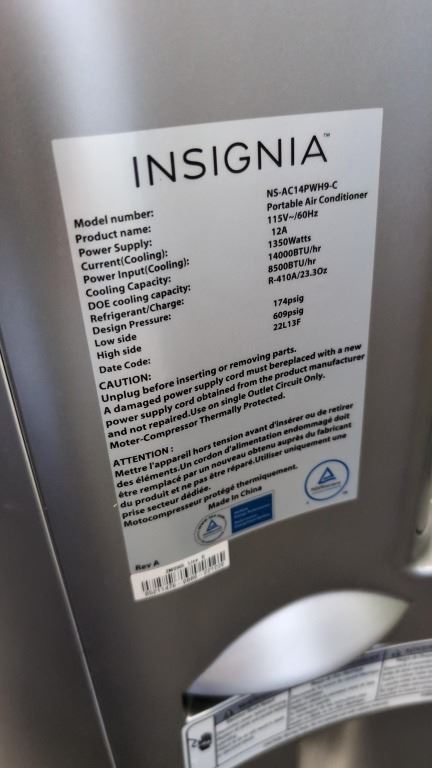 INSIGNIA™
Model number: NS-AC14PWH9-C
Product name: Portable Air Conditioner
Power Supply: 115V~/60Hz
Current(Cooling): 12A
Power Input(Cooling): 1350Watts
Cooling Capacity: 14000BTU/hr
DOE cooling capacity: 8500BTU/hr
Refrigerant/Charge: R-410A/23.3Oz
Design Pressure:
Low side 174psig
High side 609psig
Date Code: 22L13F
CAUTION:
Unplug before inserting or removing parts.
A damaged power supply cord must bereplaced with a new
power supply cord obtained from the product manufacturer
and not repaired.Use on single Outlet Circuit Only.
Moter-Compressor Thermally Protected.
ATTENTION :
Mettre l'appareil hors tension avant d'insérer ou de retirer
des éléments.Un cordon d'alimentation endommagé doit
être remplacé par un nouveau obtenu auprès du fabricant
du produit et ne pas être réparé.Utiliser uniquement une
prise secteur dédiée.
Motocompresseur protégé thermiquement.
Made In China
Rev A